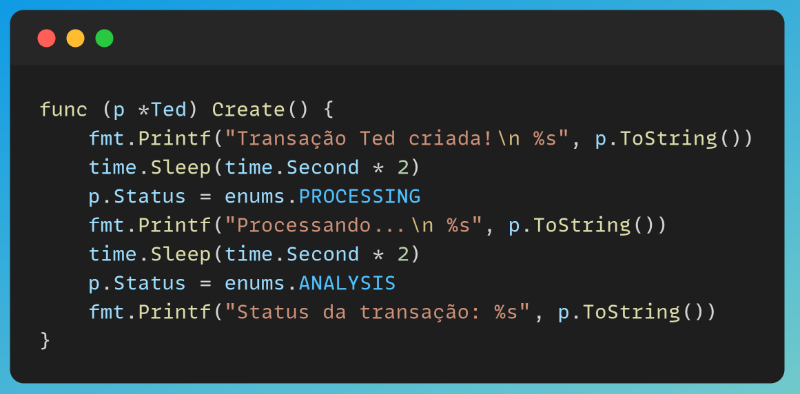 func (p *Ted) Create() {
    fmt.Printf("Transação Ted criada!\n %s", p.ToString())
    time.Sleep(time.Second * 2)
    p.Status = enums.PROCESSING
    fmt.Printf("Processando...\n %s", p.ToString())
    time.Sleep(time.Second * 2)
    p.Status = enums.ANALYSIS
    fmt.Printf("Status da transação: %s", p.ToString())
}